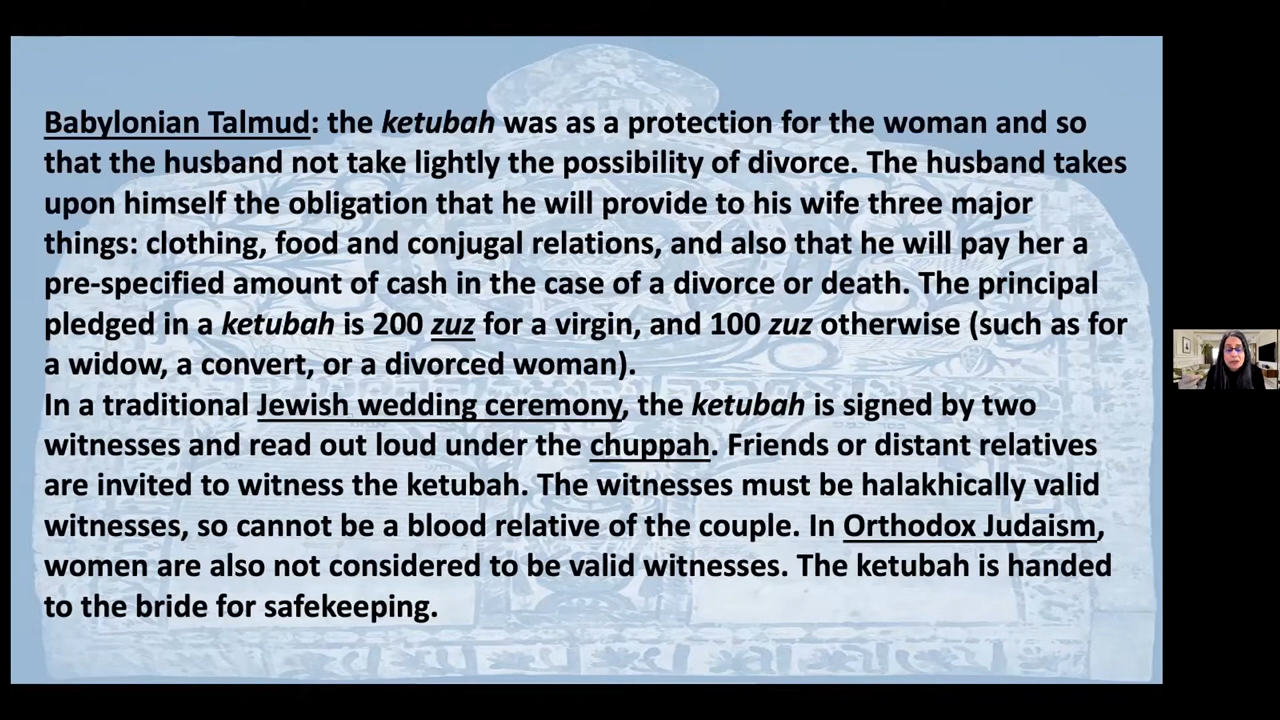 Babylonian Talmud: the ketubah was as a protection for the woman and so
that the husband not take lightly the possibility of divorce. The husband takes
upon himself the obligation that he will provide to his wife three major
things: clothing, food and conjugal relations, and also that he will pay her a
pre-specified amount of cash in the case of a divorce or death. The principal
pledged in a ketubah is 200 zuz for a virgin, and 100 zuz otherwise (such as for
a widow, a convert, or a divorced woman).
In a traditional Jewish wedding ceremony, the ketubah is signed by two
witnesses and read out loud under the chuppah. Friends or distant relatives
are invited to witness the ketubah. The witnesses must be halakhically valid
witnesses, so cannot be a blood relative of the couple. In Orthodox Judaism,
women are also not considered to be valid witnesses. The ketubah is handed
to the bride for safekeeping.